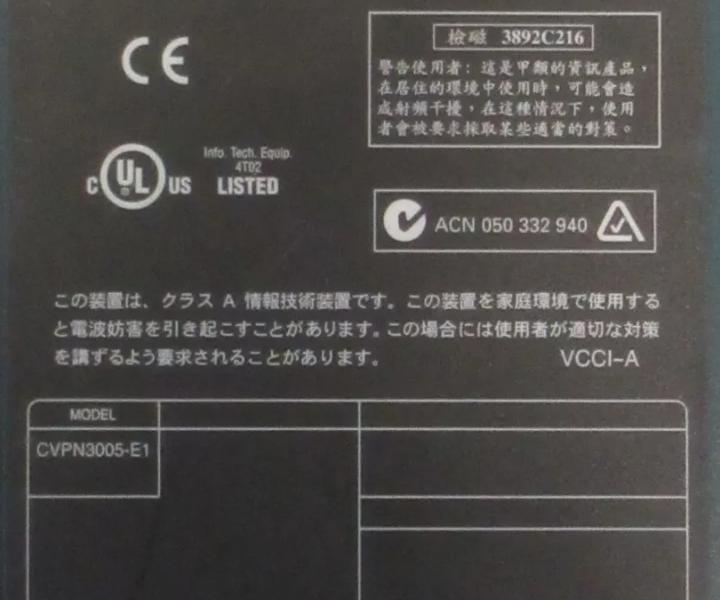 CE
檢磁 3892C216
警告使用者: 這是甲類的資訊產品,
在居住的環境中使用時,可能會造
成射頻干擾,在這種情況下,使用
者會被要求採取某些適當的對策。
C UL US
®
Info. Tech. Equip.
4T02
LISTED
ACN 050 332 940
この装置は、クラス A 情報技術装置です。この装置を家庭環境で使用する
と電波妨害を引き起こすことがあります。この場合には使用者が適切な対策
を講ずるよう要求されることがあります。 VCCI-A
MODEL
CVPN3005-E1